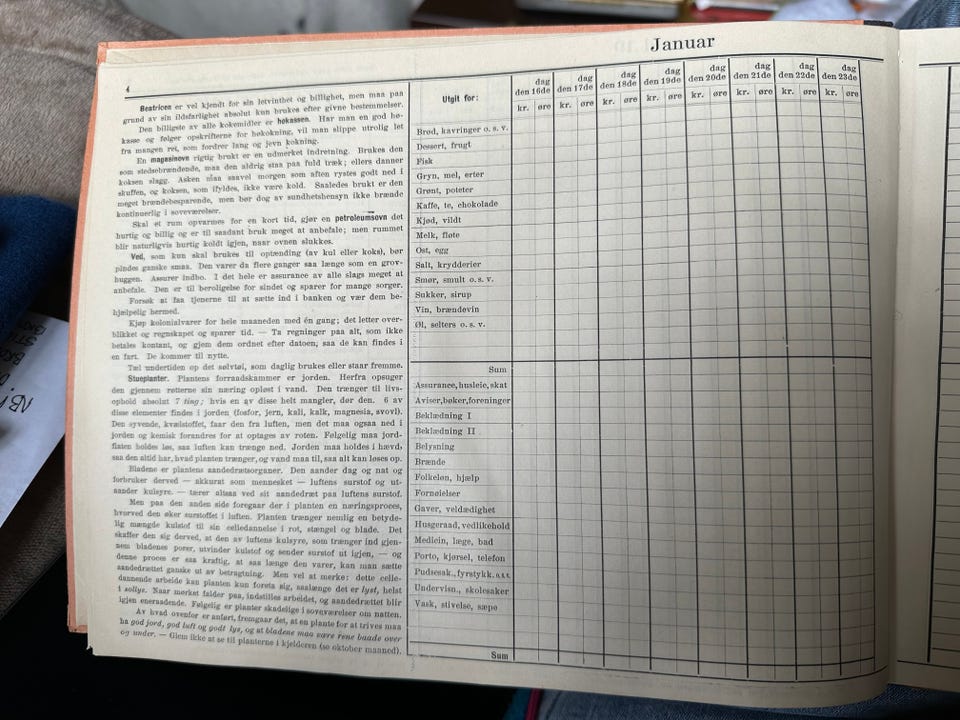 Januar
4
Beatricen er vel kjendt for sin letvinthet og billighet, men maa paa
grund av sin ildsfarlighet absolut kun brukes efter givne bestemmelser.
Den billigste av alle kokemidler er høkassen. Har man en god hø-
kasse og følger opskrifterne for høkokning, vil man slippe utrolig let
fra mangen ret, som fordrer lang og jevn kokning.
En magasinovn rigtig brukt er en udmerket indretning. Brukes den
som stedsebrændende, maa den aldrig staa paa fuld træk; ellers danner
koksen slagg. Asken maa saavel morgen som aften rystes godt ned i
skuffen, og koksen, som ifyldes, ikke være kold. Saaledes brukt er den
meget brændebesparende, men bør dog av sundhetshensyn ikke brænde
kontinuerlig i soveværelser.
Skal et rum opvarmes for en kort tid, gjør en petroleumsovn det
hurtig og billig og er til saadant bruk meget at anbefale; men rummet
blir naturligvis hurtig koldt igjen, naar ovnen slukkes.
Ved, som kun skal brukes til optænding (av kul eller koks), bør
pindes ganske smaa. Den varer da flere ganger saa længe som en grov-
huggen. Assurer indbo. I det hele er assurance av alle slags meget at
anbefale. Den er til beroligelse for sindet og sparer for mange sorger.
Forsøk at faa tjenerne til at sætte ind i banken og vær dem be-
hjælpelig hermed.
Kjøp kolonialvarer for hele maaneden med én gang; det letter over-
blikket og regnskapet og sparer tid. — Ta regninger paa alt, som ikke
betales kontant, og gjem dem ordnet efter datoen, saa de kan findes i
en fart. De kommer til nytte.
Tæl undertiden op det sølvtøi, som daglig brukes eller staar fremme.
Stueplanter. Plantens forraadskammer er jorden. Herfra opsuger
den gjennem røtterne sin næring opløst i vand. Den trænger til livs-
ophold absolut 7 ting; hvis en av disse helt mangler, dør den. 6 av
disse elementer findes i jorden (fosfor, jern, kali, kalk, magnesia, svovl).
Den syvende, kvælstoffet, faar den fra luften, men det maa ogsaa ned i
jorden og kemisk forandres for at optages av roten. Følgelig maa jord-
flaten holdes løs, saa luften kan trænge ned. Jorden maa holdes i hævd,
saa den altid har, hvad planten trænger, og vand maa til, saa alt kan løses op.
Bladene er plantens aandedrætsorganer. Den aander dag og nat og
forbruker derved — akkurat som mennesket — luftens surstof og ut-
aander kulsyre. — tærer altsaa ved sit aandedræt paa luftens surstof.
Men paa den anden side foregaar der i planten en næringsproces,
hvorved den øker surstoffet i luften. Planten trænger nemlig en betyde-
lig mængde kulstof til sin celledannelse i rot, stængel og blade. Det
skaffer den sig derved, at den av luftens kulsyre, som trænger ind gjen-
nem bladenes porer, utvinder kulstof og sender surstof ut igjen, — og
denne proces er saa kraftig, at saa længe den varer, kan man sætte
aandedrættet ganske ut av betragtning. Men vel at merke: dette celle-
dannende arbeide kan planten kun foreta sig, saalænge det er lyst, helst
i sollys. Naar mørket falder paa, indstilles arbeidet, og aandedrættet blir
igjen eneraadende. Følgelig er planter skadelige i soveværelser om natten.
Av hvad ovenfor er anført, fremgaar det, at en plante for at trives maa
ha god jord, god luft og godt lys, og at bladene maa være rene baade over
og under. — Glem ikke at se til planterne i kjelderen (se oktober maaned).
Utgit for: dag dag dag dag dag dag dag dag
den 16de den 17de den 18de den 19de den 20de den 21de den 22de den 23de
kr. øre kr. øre kr. øre kr. øre kr. øre kr. øre kr. øre kr. øre
Brød, kavringer o. s. v.
Dessert, frugt
Fisk
Gryn, mel, erter
Grønt, poteter
Kaffe, te, chokolade
Kjød, vildt
Melk, fløte
Ost, egg
Salt, krydderier
Smør, smult o. s. v.
Sukker, sirup
Vin, brændevin
Øl, selters o. s. v.
Sum
Assurance, husleie, skat
Aviser, bøker, foreninger
Beklædning I
Beklædning II
Belysning
Brænde
Folkeløn, hjælp
Fornøielser
Gaver, veldædighet
Husgeraad, vedlikehold
Medicin, læge, bad
Porto, kjørsel, telefon
Pudsesak., fyrstykk. o.s.v.
Undervisn., skolesaker
Vask, stivelse, sæpe
Sum